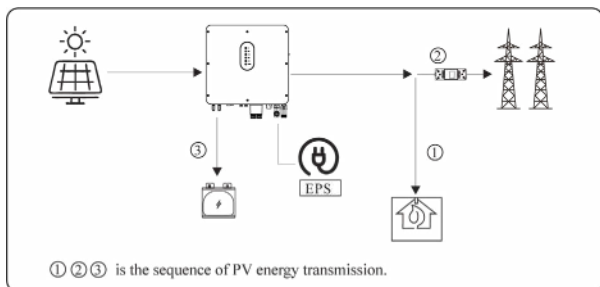 ②
③
①
EPS
①②③ is the sequence of PV energy transmission.